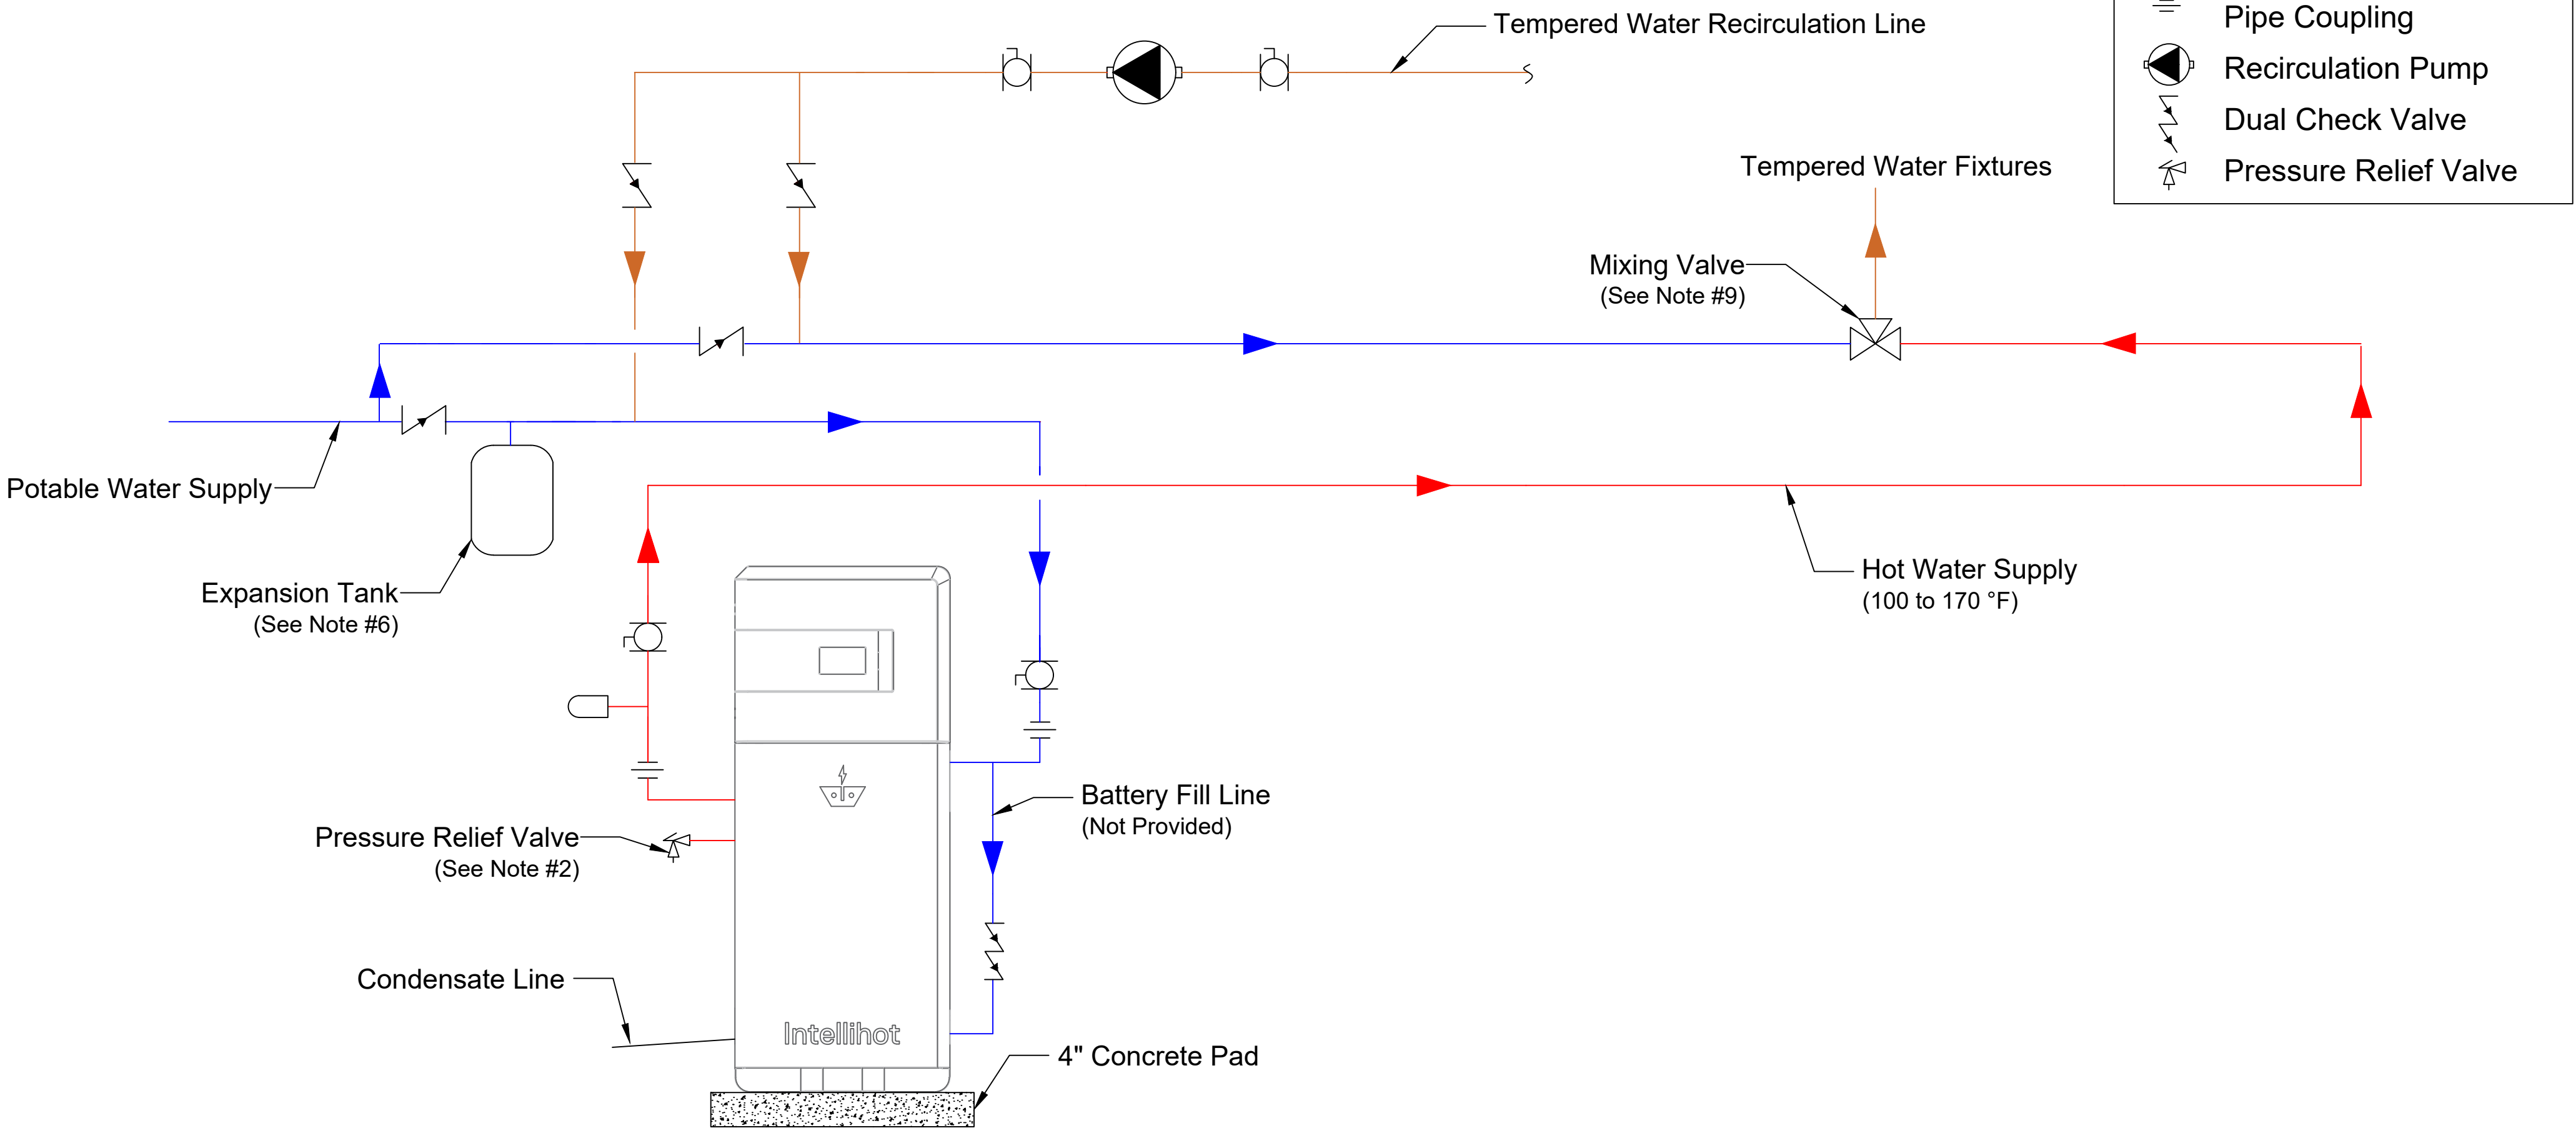 Tempered Water Recirculation Line
Pipe Coupling
Recirculation Pump
Dual Check Valve
Pressure Relief Valve
Tempered Water Fixtures
Mixing Valve
(See Note #9)
Potable Water Supply
Expansion Tank
(See Note #6)
Hot Water Supply
(100 to 170 °F)
Battery Fill Line
(Not Provided)
Pressure Relief Valve
(See Note #2)
Condensate Line
Intellihot
4" Concrete Pad